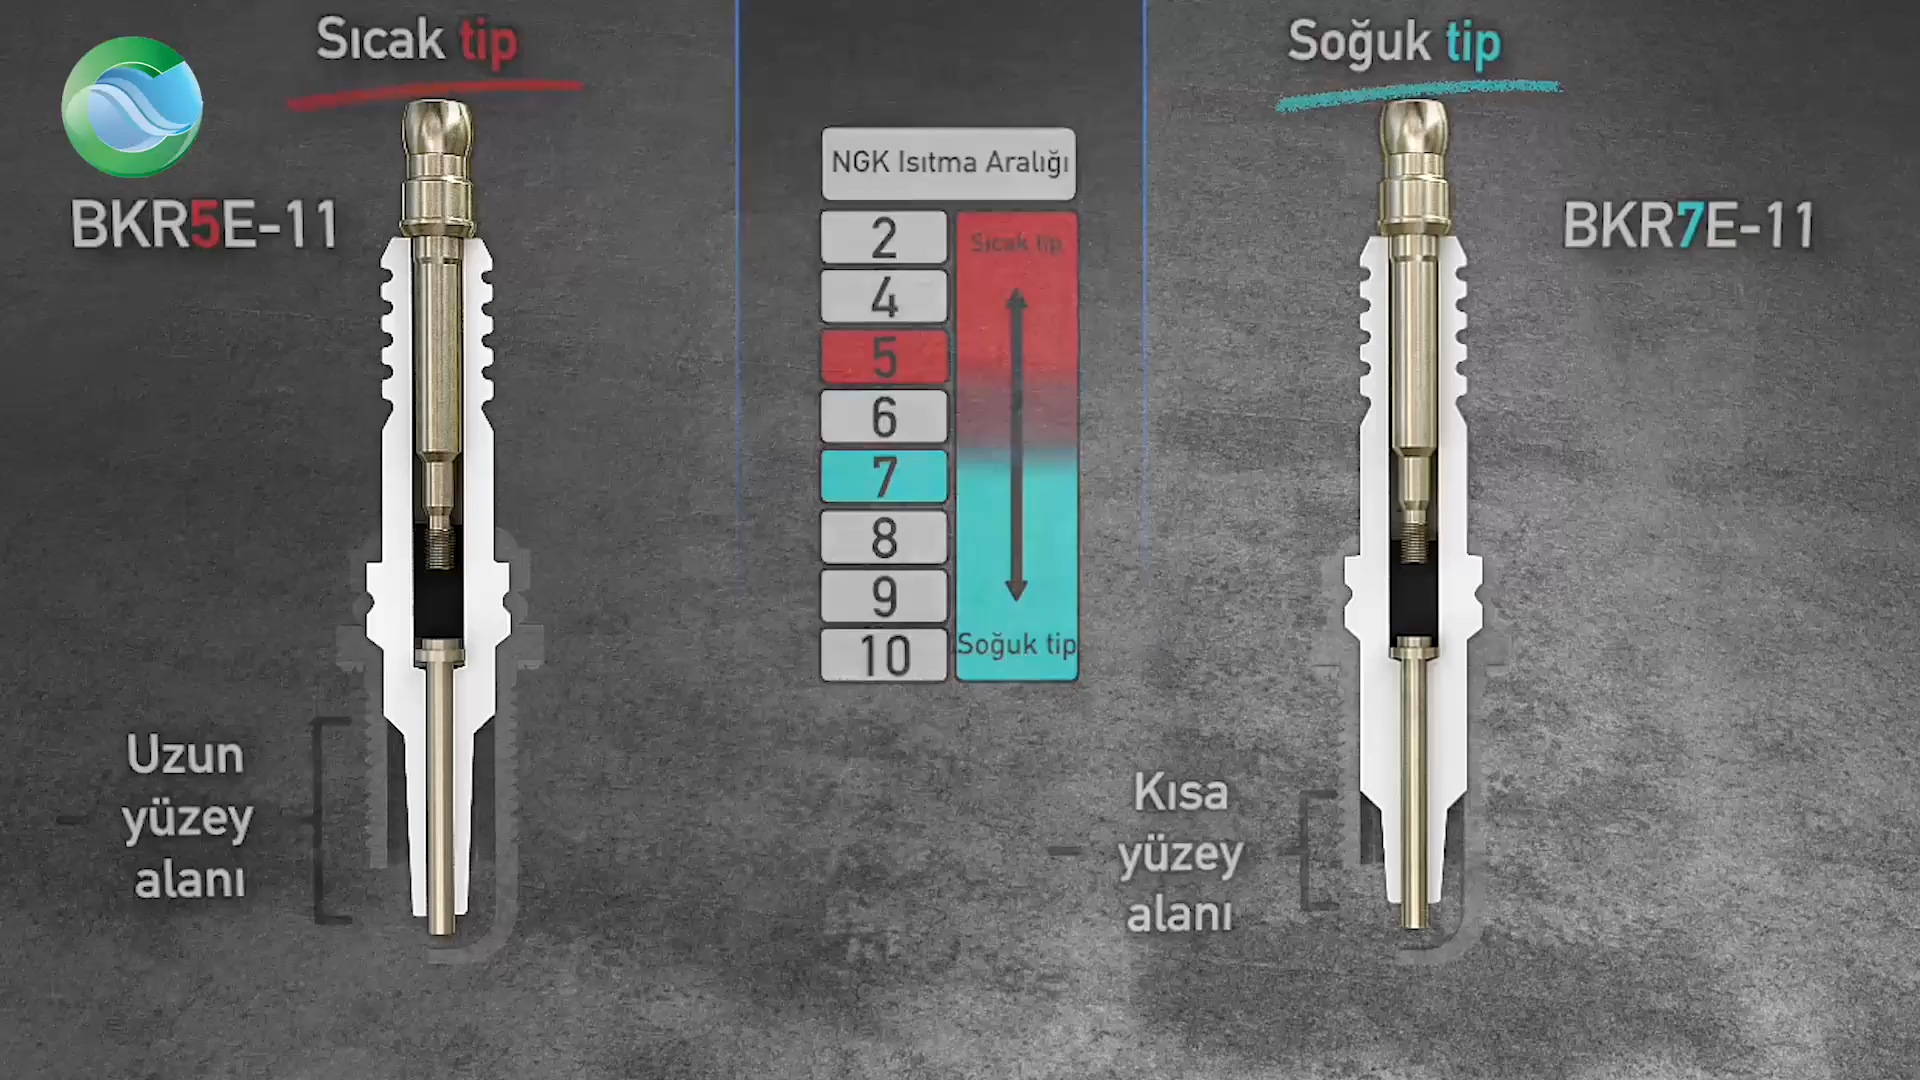 Sıcak tip
BKR5E-11
Uzun
yüzey
alanı
NGK Isıtma Aralığı
2
4
5
6
7
8
9
10
Sıcak tip
Soğuk tip
Soğuk tip
BKR7E-11
Kısa
yüzey
alanı